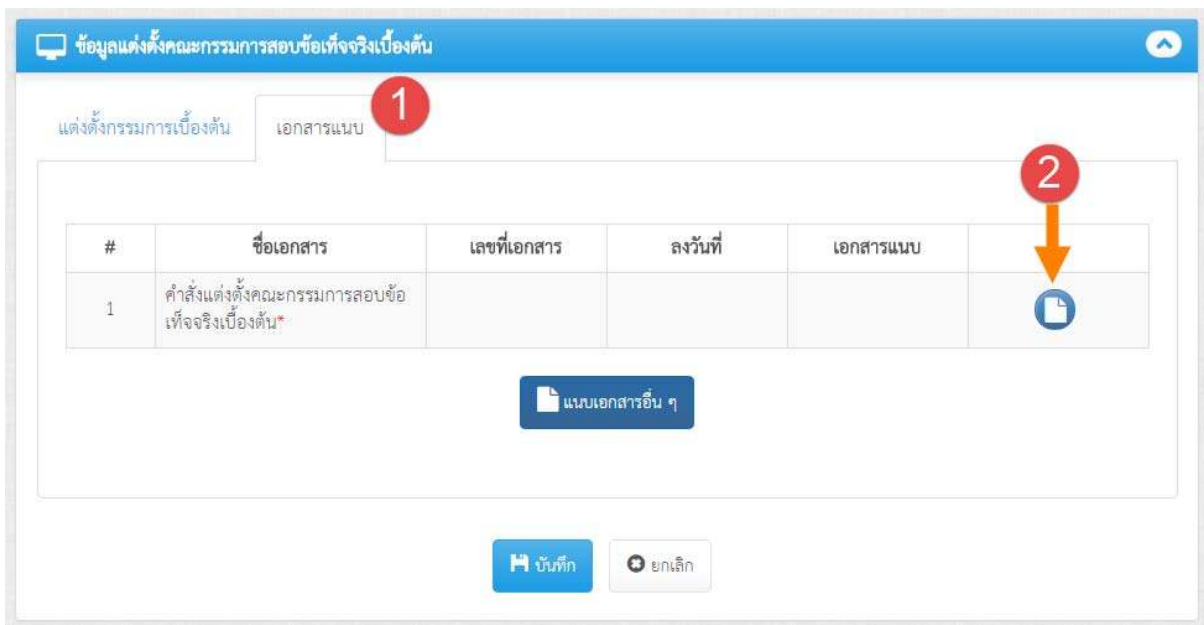 ข้อมูลแต่งตั้งคณะกรรมการสอบข้อเท็จจริงเบื้องต้น
แต่งตั้งกรรมการเบื้องต้น เอกสารแนบ 1
2
# ชื่อเอกสาร เลขที่เอกสาร ลงวันที่ เอกสารแนบ
1 คำสั่งแต่งตั้งคณะกรรมการสอบข้อ
เท็จจริงเบื้องต้น*
แนบเอกสารอื่น ๆ
บันทึก ยกเลิก